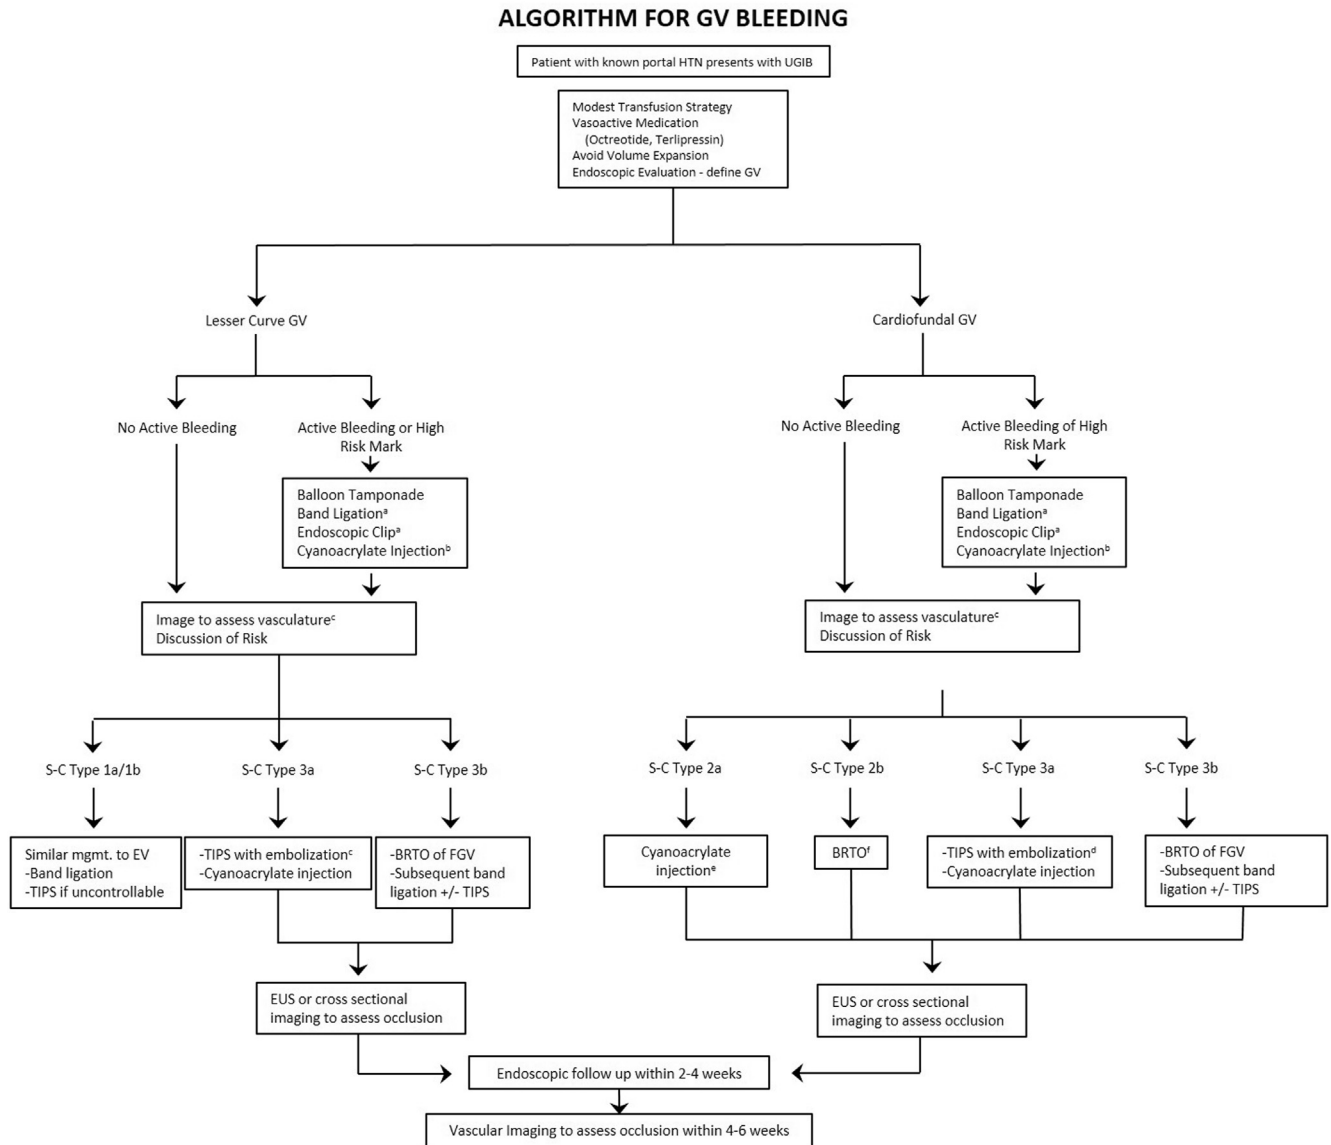 ALGORITHM FOR GV BLEEDING
Patient with known portal HTN presents with UGIB
Modest Transfusion Strategy
Vasoactive Medication
(Octreotide, Terlipressin)
Avoid Volume Expansion
Endoscopic Evaluation - define GV
Lesser Curve GV
Cardiofundal GV
No Active Bleeding
Active Bleeding or High
Risk Mark
No Active Bleeding
Active Bleeding of High
Risk Mark
Balloon Tamponade
Band Ligationᵃ
Endoscopic Clipᵃ
Cyanoacrylate Injectionᵇ
Balloon Tamponade
Band Ligationᵃ
Endoscopic Clipᵃ
Cyanoacrylate Injectionᵇ
Image to assess vasculatureᶜ
Discussion of Risk
Image to assess vasculatureᶜ
Discussion of Risk
S-C Type 1a/1b
S-C Type 3a
S-C Type 3b
S-C Type 2a
S-C Type 2b
S-C Type 3a
S-C Type 3b
Similar mgmt. to EV
-Band ligation
-TIPS if uncontrollable
-TIPS with embolizationᶜ
-Cyanoacrylate injection
-BRTO of FGV
-Subsequent band
ligation +/- TIPS
Cyanoacrylate
injectionᵉ
BRTOᶠ
-TIPS with embolizationᵈ
-Cyanoacrylate injection
-BRTO of FGV
-Subsequent band
ligation +/- TIPS
EUS or cross sectional
imaging to assess occlusion
EUS or cross sectional
imaging to assess occlusion
Endoscopic follow up within 2-4 weeks
Vascular Imaging to assess occlusion within 4-6 weeks